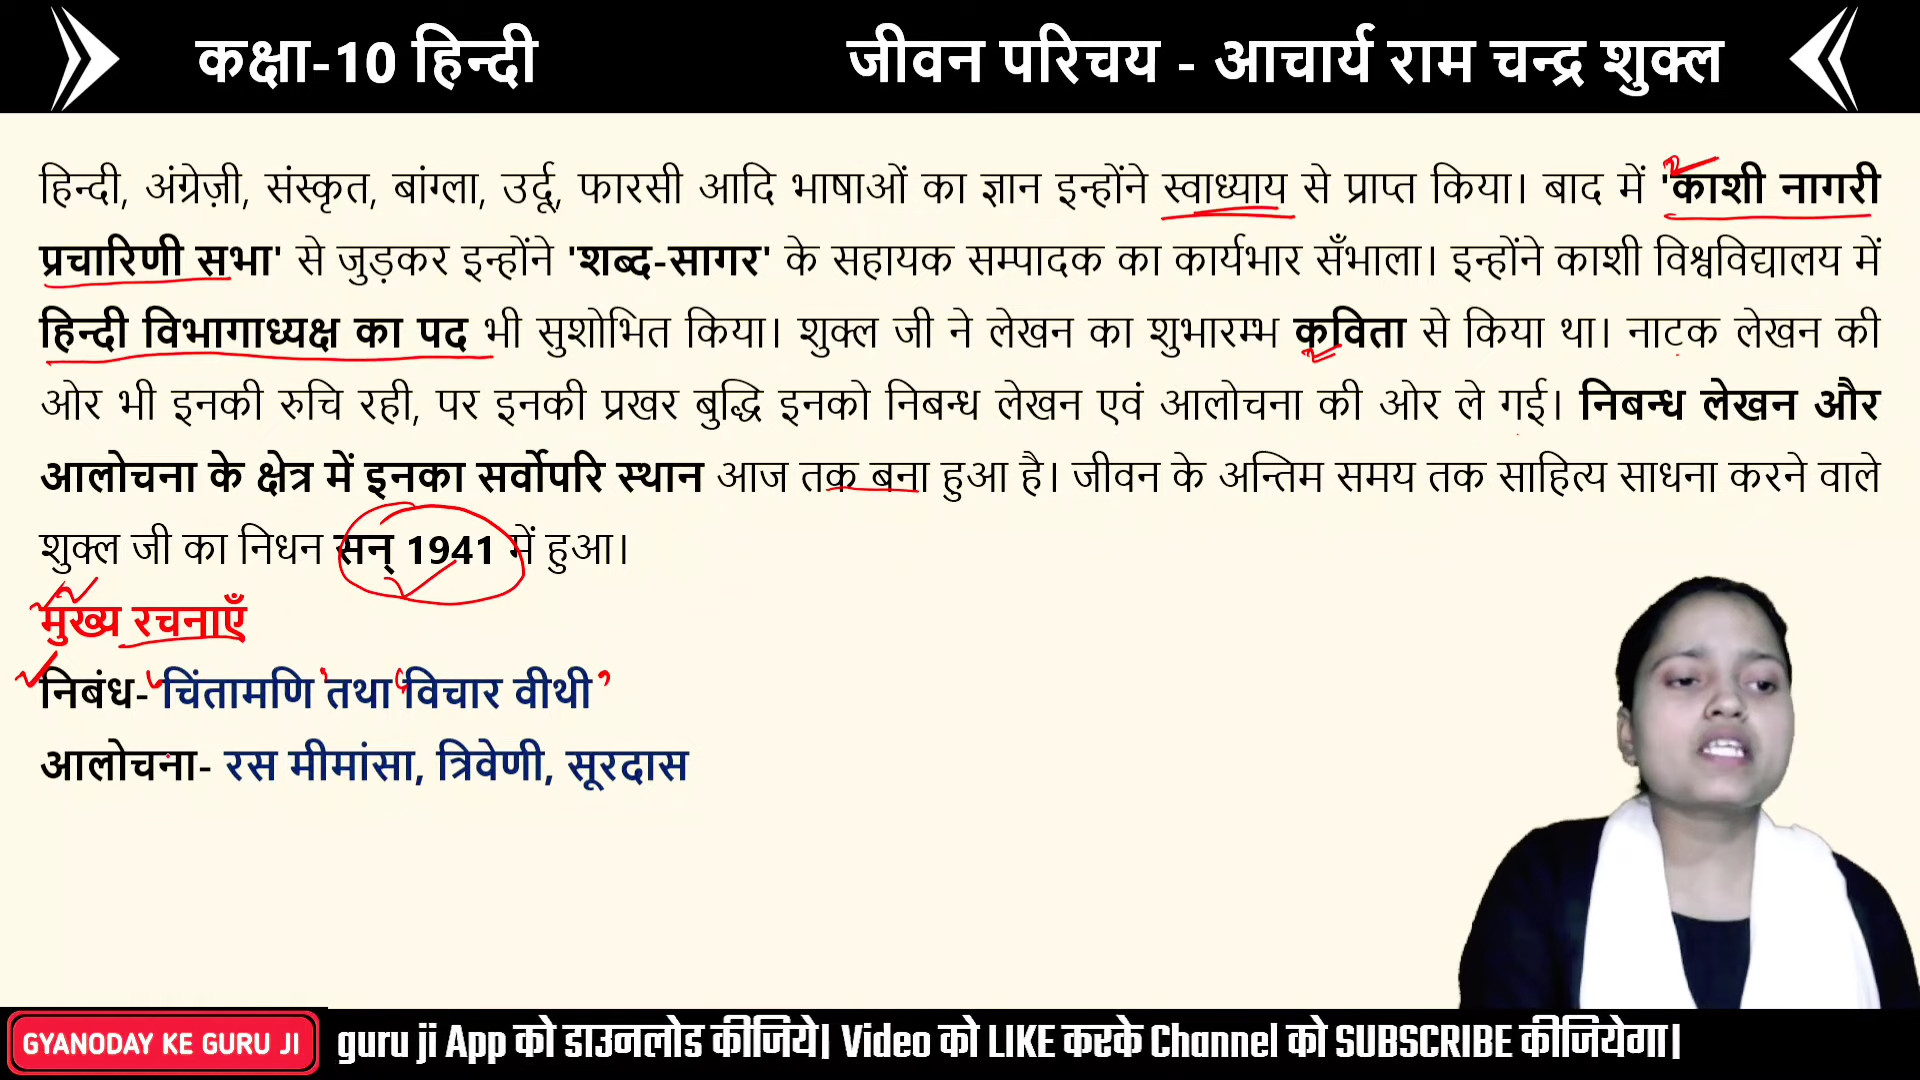 कक्षा-10 हिन्दी
जीवन परिचय - आचार्य राम चन्द्र शुक्ल
हिन्दी, अंग्रेज़ी, संस्कृत, बांग्ला, उर्दू, फारसी आदि भाषाओं का ज्ञान इन्होंने स्वाध्याय से प्राप्त किया। बाद में 'काशी नागरी
प्रचारिणी सभा' से जुड़कर इन्होंने 'शब्द-सागर' के सहायक सम्पादक का कार्यभार सँभाला। इन्होंने काशी विश्वविद्यालय में
हिन्दी विभागाध्यक्ष का पद भी सुशोभित किया। शुक्ल जी ने लेखन का शुभारम्भ कविता से किया था। नाटक लेखन की
ओर भी इनकी रुचि रही, पर इनकी प्रखर बुद्धि इनको निबन्ध लेखन एवं आलोचना की ओर ले गई। निबन्ध लेखन और
आलोचना के क्षेत्र में इनका सर्वोपरि स्थान आज तक बना हुआ है। जीवन के अन्तिम समय तक साहित्य साधना करने वाले
शुक्ल जी का निधन सन् 1941 में हुआ।
मुख्य रचनाएँ
निबंध- 'चिंतामणि' तथा 'विचार वीथी'
आलोचना- रस मीमांसा, त्रिवेणी, सूरदास
GYANODAY KE GURU JI
guru ji App को डाउनलोड कीजिये। Video को LIKE करके Channel को SUBSCRIBE कीजियेगा।